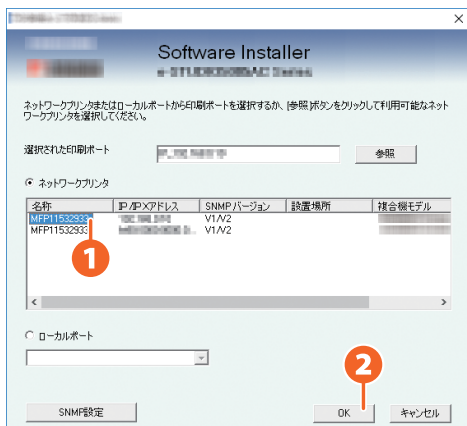 Software Installer
ネットワークプリンタまたはローカルポートから印刷ポートを選択するか、[参照]ボタンをクリックして利用可能なネット
ワークプリンタを選択してください。
選択された印刷ポート
参照
ネットワークプリンタ
名称 IP/IPXアドレス SNMPバージョン 設置場所 複合機モデル
MFP11532933 V1/V2
MFP11532933 V1/V2
1
ローカルポート
2
SNMP設定 OK キャンセル